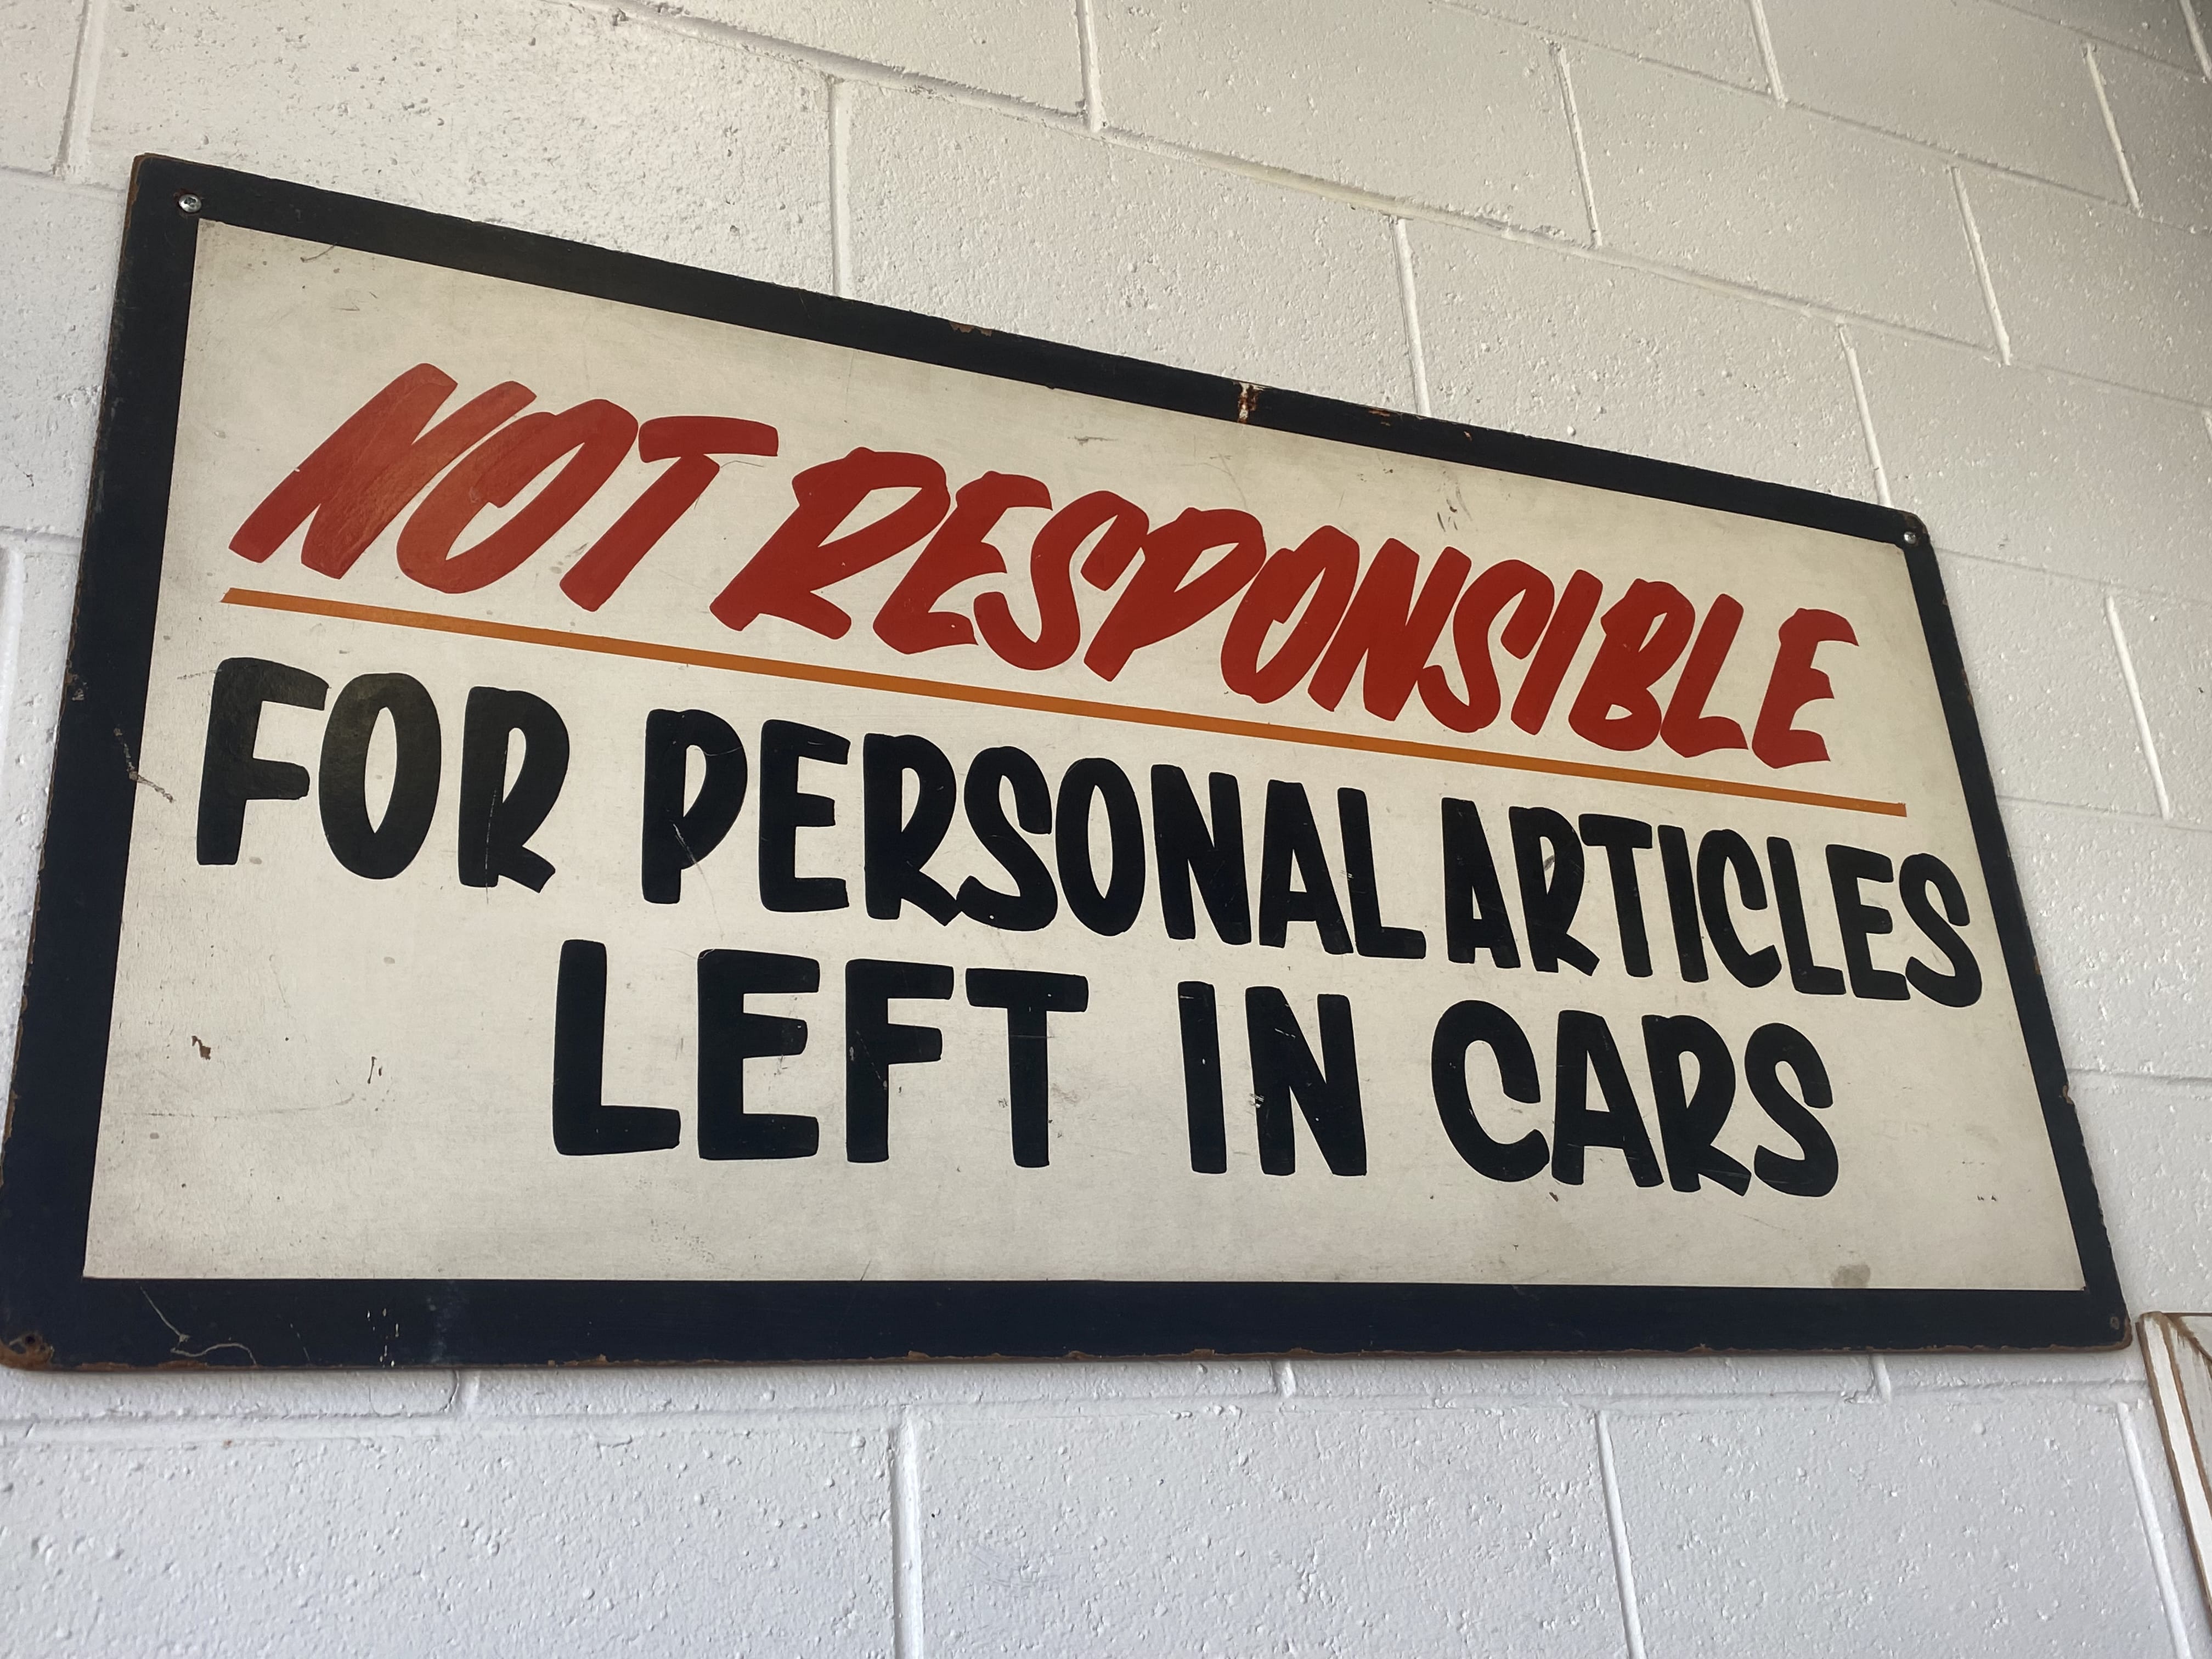 NOT RESPONSIBLE
FOR PERSONAL ARTICLES
LEFT IN CARS